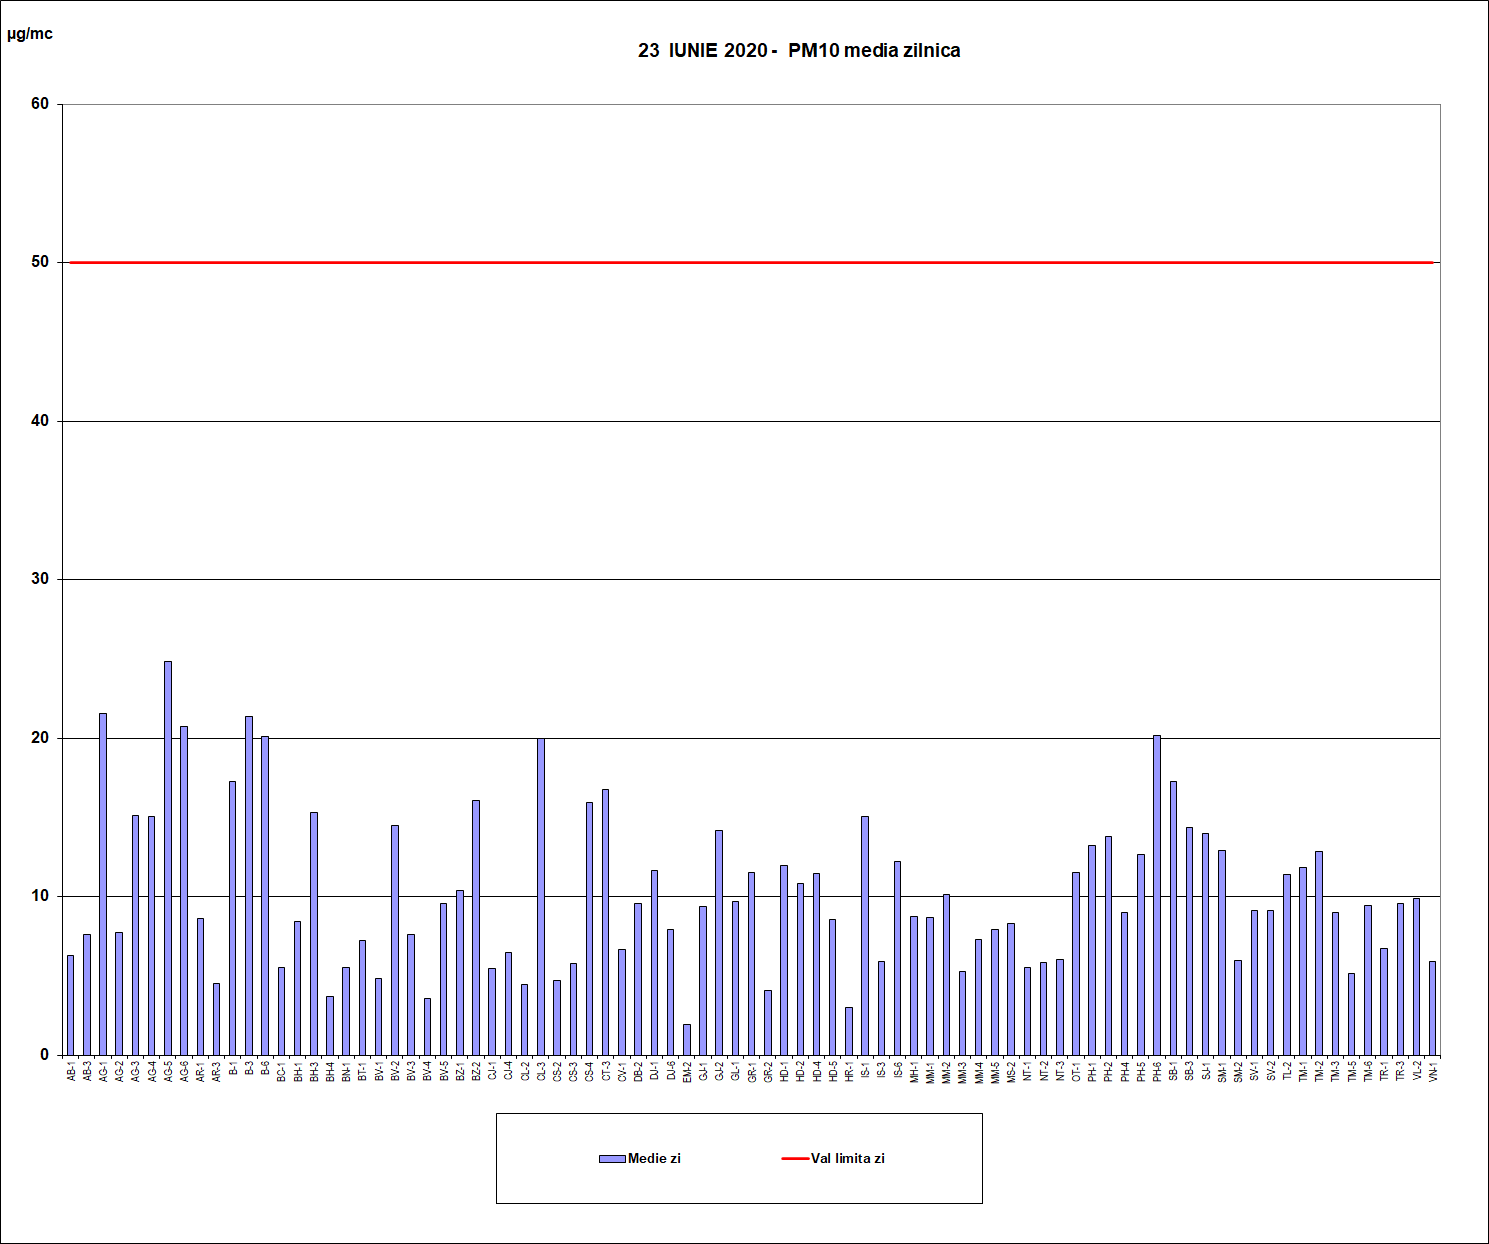 µg/mc
23 IUNIE 2020 - PM10 media zilnica
60
50
40
30
20
10
0
AB-1 AB-3 AG-1 AG-2 AG-3 AG-4 AG-5 AG-6 AR-1 AR-3 B-1 B-3 B-6 BC-1 BH-1 BH-3 BH-4 BN-1 BT-1 BV-1 BV-2 BV-3 BV-4 BV-5 BZ-1 BZ-2 CJ-1 CJ-4 CL-2 CL-3 CS-2 CS-3 CS-4 CT-3 CV-1 DB-2 DJ-1 DJ-6 EM-2 GJ-1 GJ-2 GL-1 GR-1 GR-2 HD-1 HD-2 HD-4 HD-5 HR-1 IS-1 IS-3 IS-6 MH-1 MM-1 MM-2 MM-3 MM-4 MM-5 MS-2 NT-1 NT-2 NT-3 OT-1 PH-1 PH-2 PH-4 PH-5 PH-6 SB-1 SB-3 SJ-1 SM-1 SM-2 SV-1 SV-2 TL-2 TM-1 TM-2 TM-3 TM-5 TM-6 TR-1 TR-3 VL-2 VN-1
Medie zi
Val limita zi